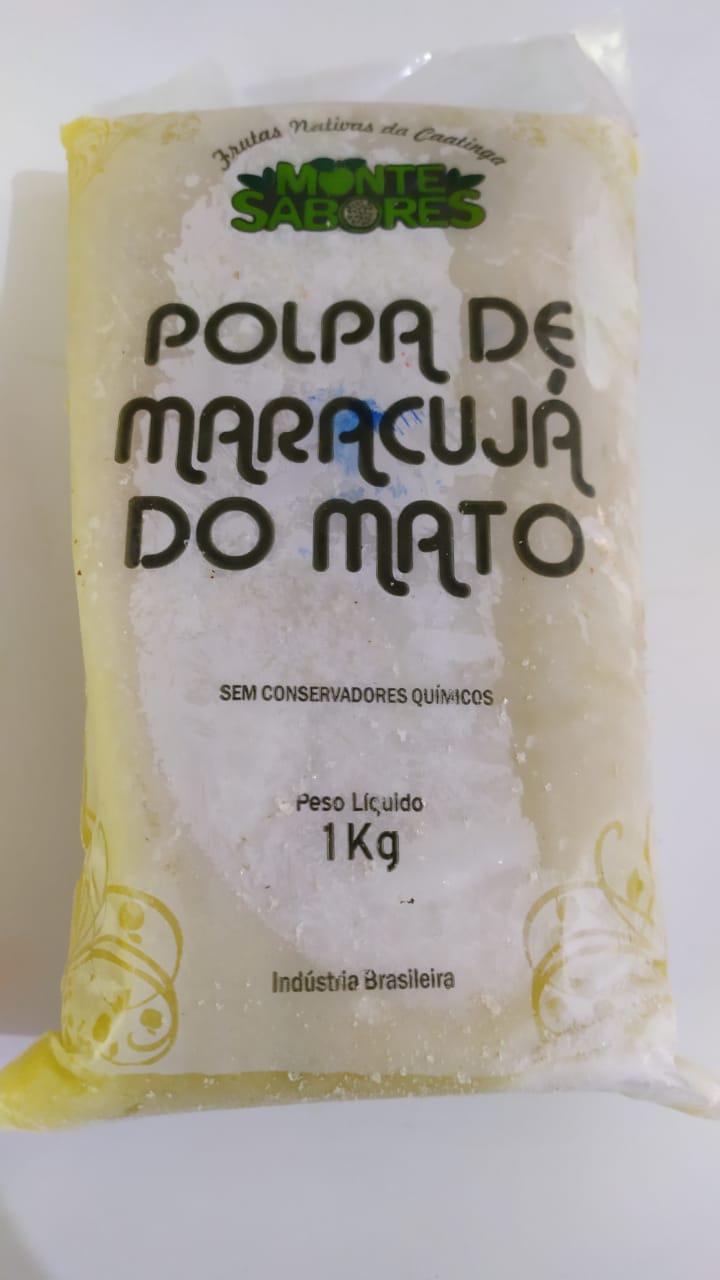 Frutas Nativas da Caatinga
MONTE
SABORES
POLPA DE
MARACUJÁ
DO MATO
SEM CONSERVADORES QUÍMICOS
Peso Líquido
1Kg
Indústria Brasileira